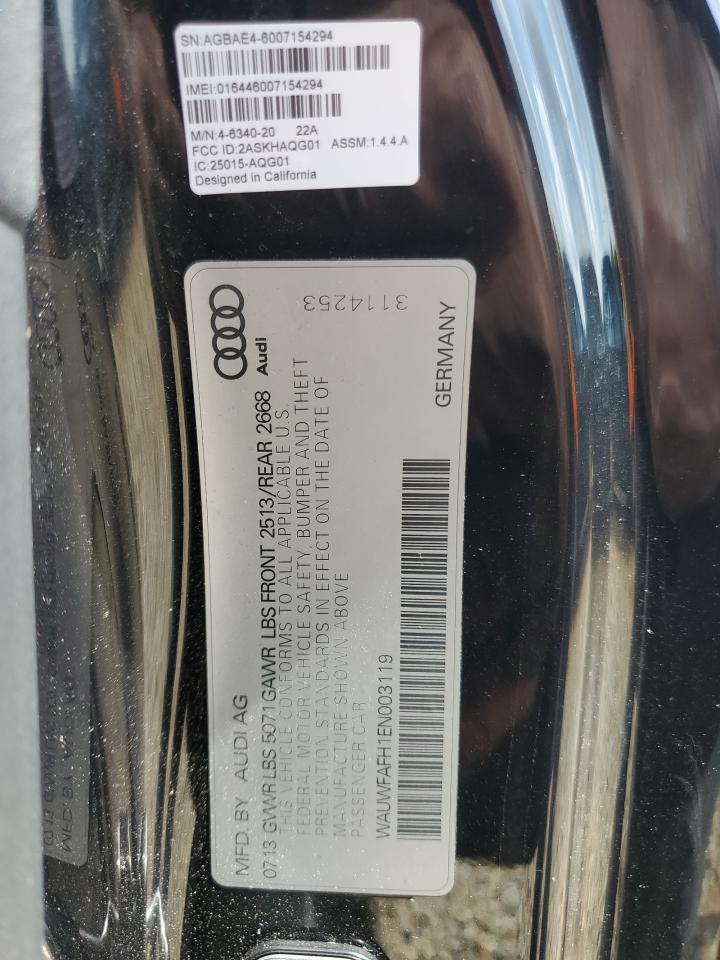 SN:AGBAE4-6007154294
IMEI:016446007154294
M/N:4-6340-20 22A
FCC ID:2ASKHAQG01 ASSM:1.4.4.A
IC:25015-AQG01
Designed in California
MFD. BY AUDI AG
0713 GVWR LBS 5071 GAWR LBS FRONT 2513/REAR 2668
THIS VEHICLE CONFORMS TO ALL APPLICABLE U.S.
FEDERAL MOTOR VEHICLE SAFETY, BUMPER AND THEFT
PREVENTION STANDARDS IN EFFECT ON THE DATE OF
MANUFACTURE SHOWN ABOVE
PASSENGER CAR
WAUWFAFH1EN003119
Audi
3114253
GERMANY